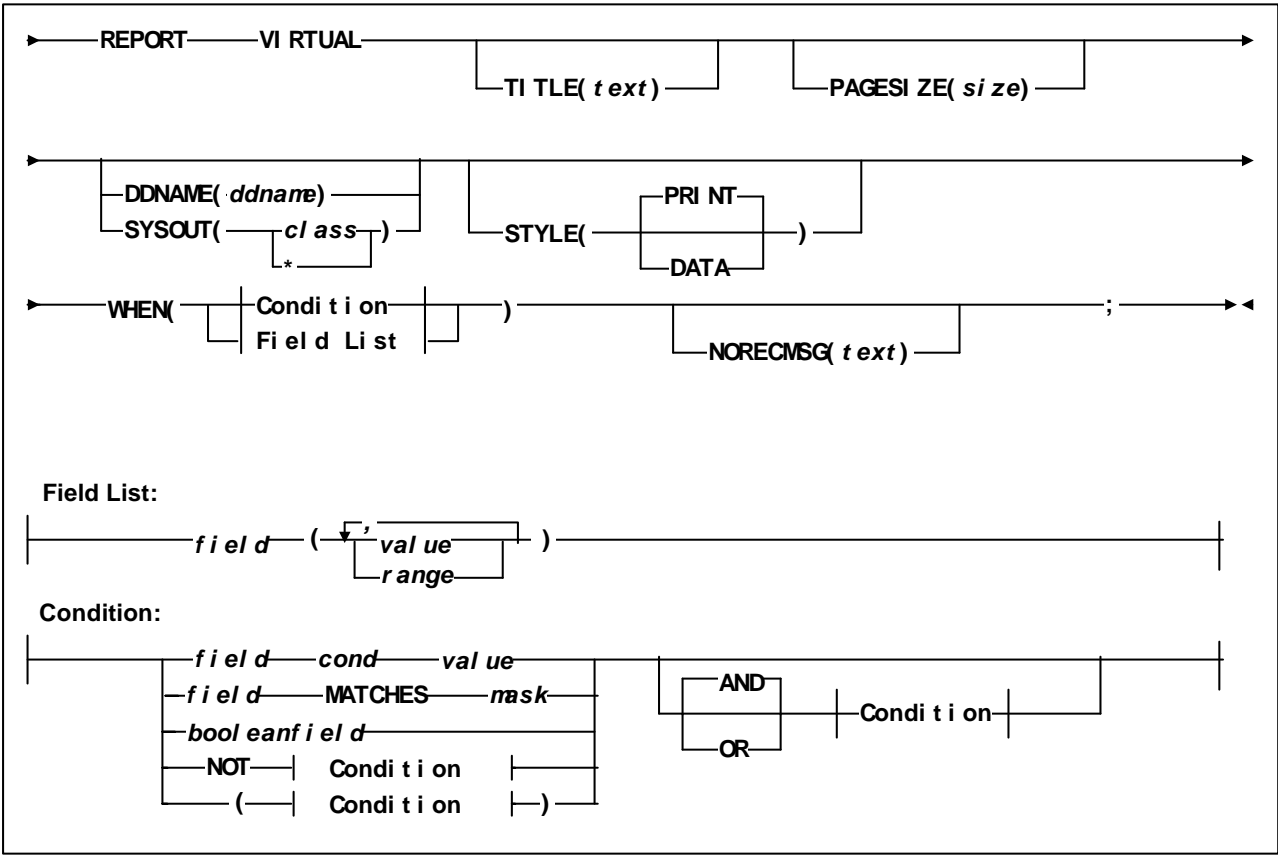 REPORT VIRTUAL
TITLE(text) PAGESIZE(size)
DDNAME(ddname) PRINT
SYSOUT( class ) STYLE( )
* DATA
WHEN( Condition ) ;
Field List NORECMSG(text)
Field List:
,
field ( value )
range
Condition:
field cond value
field MATCHES mask AND
booleanfield Condition
NOT Condition OR
( Condition )